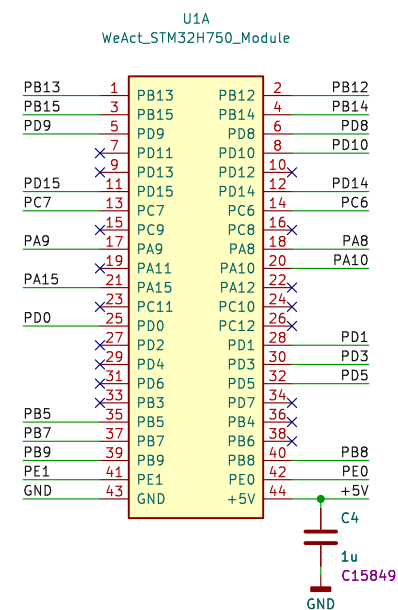 U1A
WeAct_STM32H750_Module
PB13 1 PB13 PB12 2 PB12
PB15 3 PB15 PB14 4 PB14
PD9 5 PD9 PD8 6 PD8
7 PD11 PD10 8 PD10
9 PD13 PD12 10
PD15 11 PD15 PD14 12 PD14
PC7 13 PC7 PC6 14 PC6
15 PC9 PC8 16
PA9 17 PA9 PA8 18 PA8
19 PA11 PA10 20 PA10
PA15 21 PA15 PA12 22
23 PC11 PC10 24
PD0 25 PD0 PC12 26
27 PD2 PD1 28 PD1
29 PD4 PD3 30 PD3
31 PD6 PD5 32 PD5
33 PB3 PD7 34
PB5 35 PB5 PB4 36
PB7 37 PB7 PB6 38
PB9 39 PB9 PB8 40 PB8
PE1 41 PE1 PE0 42 PE0
GND 43 GND +5V 44 +5V
C4
1u
C15849
GND